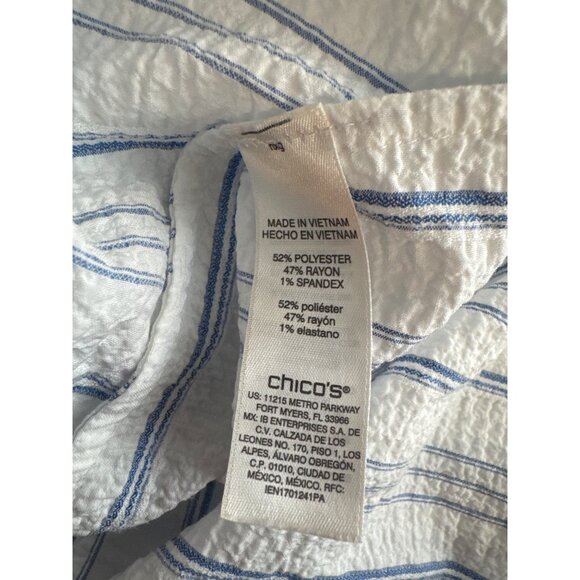 MADE IN VIETNAM
HECHO EN VIETNAM
52% POLYESTER
47% RAYON
1% SPANDEX
52% poliéster
47% rayón
1% elastano
chico's®
US: 11215 METRO PARKWAY
FORT MYERS, FL 33966
MX: IB ENTERPRISES S.A. DE
C.V. CALZADA DE LOS
LEONES NO. 170, PISO 1, LOS
ALPES, ÁLVARO OBREGÓN,
C.P. 01010, CIUDAD DE
MÉXICO, MÉXICO. RFC:
IEN1701241PA